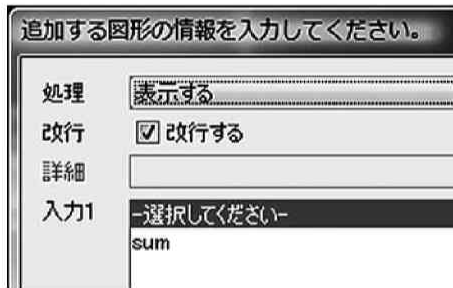 追加する図形の情報を入力してください。
処理 表示する
改行 改行する
詳細
入力1 -選択してください-
sum